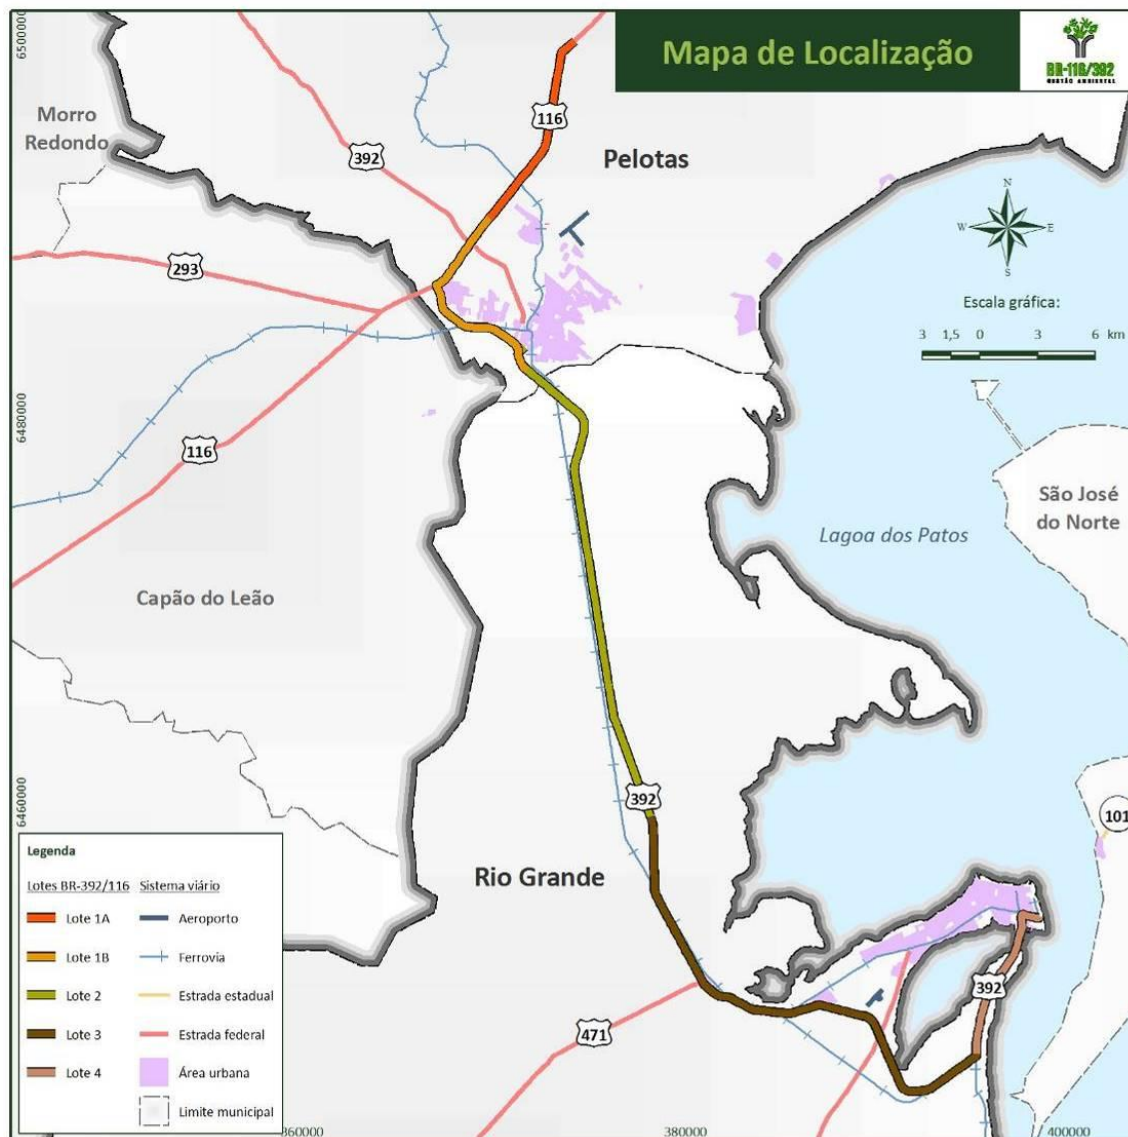 Mapa de Localização
BR-116/392
GESTÃO AMBIENTAL
6500000
Morro
Redondo
116
392
Pelotas
N
W
E
S
293
Escala gráfica:
3 1,5 0 3 6 km
6480000
116
São José
do Norte
Lagoa dos Patos
Capão do Leão
392
6460000
101
Rio Grande
392
471
Legenda
Lotes BR-392/116 Sistema viário
Lote 1A Aeroporto
Lote 1B Ferrovia
Lote 2 Estrada estadual
Lote 3 Estrada federal
Lote 4 Área urbana
Limite municipal
360000 380000 400000